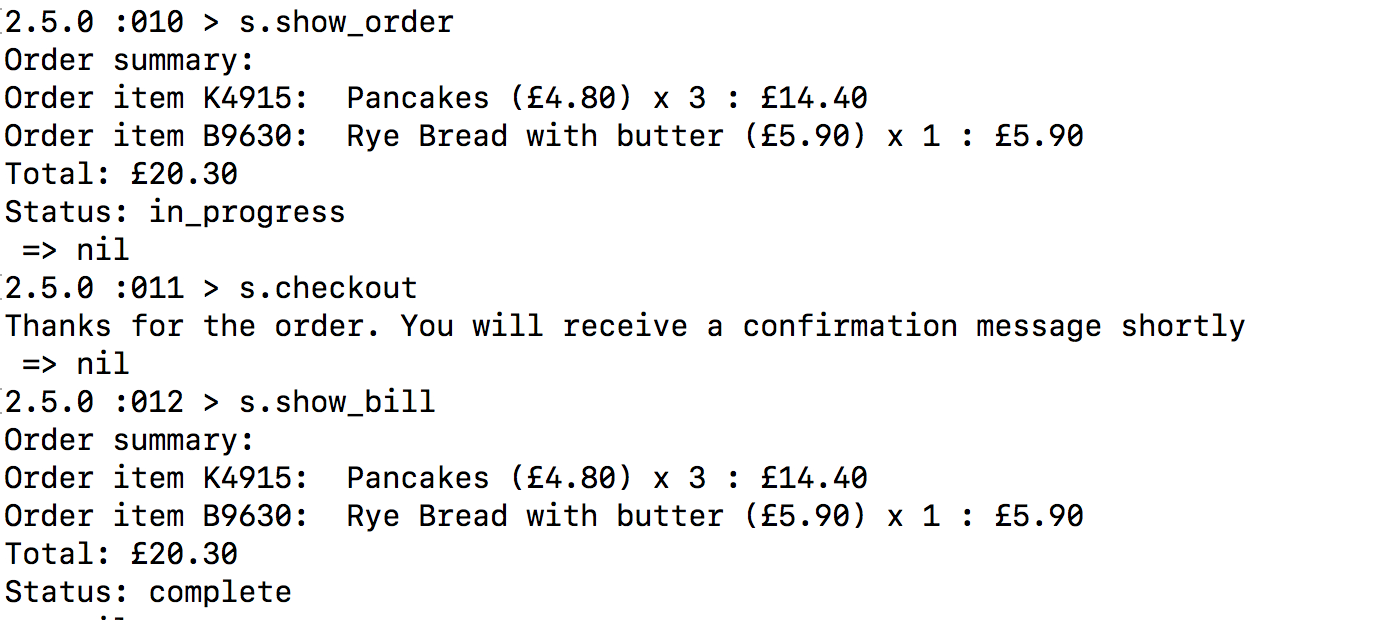 2.5.0 :010 > s.show_order
Order summary:
Order item K4915:  Pancakes (£4.80) x 3 : £14.40
Order item B9630:  Rye Bread with butter (£5.90) x 1 : £5.90
Total: £20.30
Status: in_progress
 => nil
2.5.0 :011 > s.checkout
Thanks for the order. You will receive a confirmation message shortly
 => nil
2.5.0 :012 > s.show_bill
Order summary:
Order item K4915:  Pancakes (£4.80) x 3 : £14.40
Order item B9630:  Rye Bread with butter (£5.90) x 1 : £5.90
Total: £20.30
Status: complete